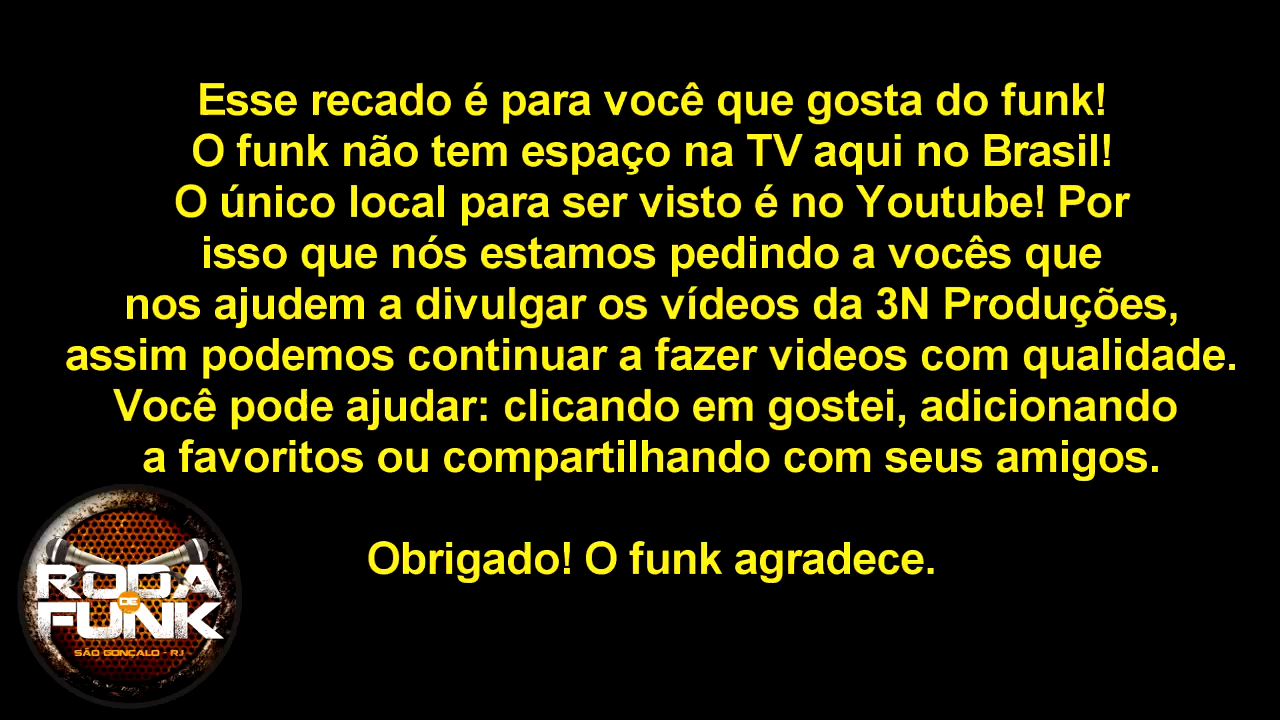 Esse recado é para você que gosta do funk!
O funk não tem espaço na TV aqui no Brasil!
O único local para ser visto é no Youtube! Por
isso que nós estamos pedindo a vocês que
nos ajudem a divulgar os vídeos da 3N Produções,
assim podemos continuar a fazer videos com qualidade.
Você pode ajudar: clicando em gostei, adicionando
a favoritos ou compartilhando com seus amigos.
Obrigado! O funk agradece.
RODA
DE
FUNK
SÃO GONÇALO - RJ